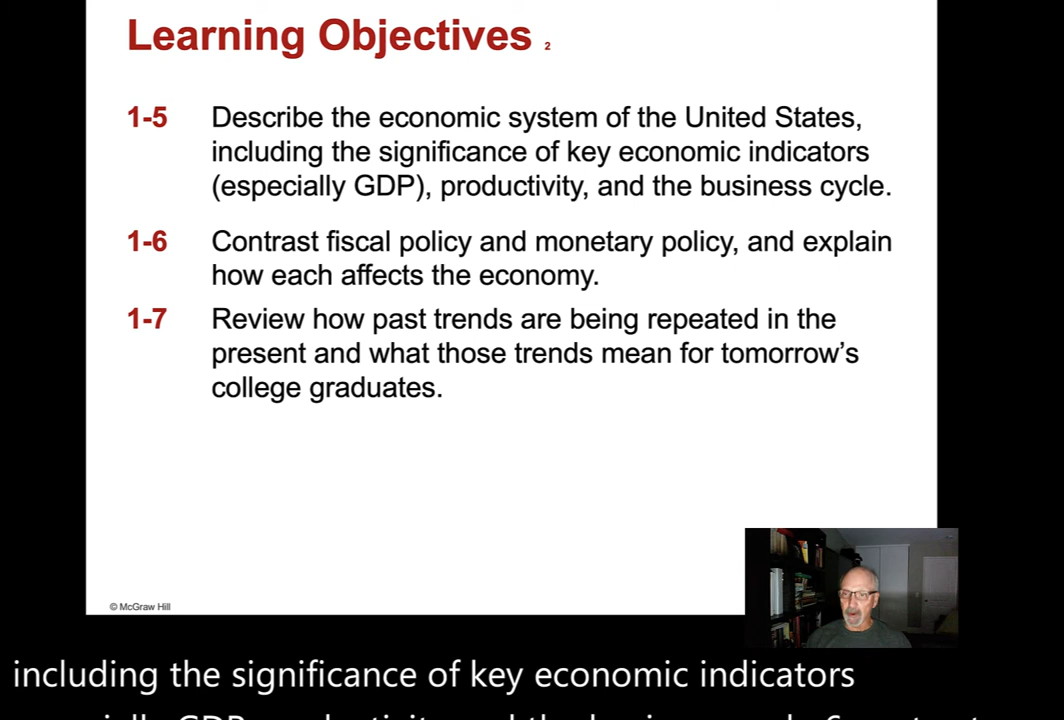 Learning Objectives 2
1-5 Describe the economic system of the United States,
including the significance of key economic indicators
(especially GDP), productivity, and the business cycle.
1-6 Contrast fiscal policy and monetary policy, and explain
how each affects the economy.
1-7 Review how past trends are being repeated in the
present and what those trends mean for tomorrow’s
college graduates.
© McGraw Hill
including the significance of key economic indicators